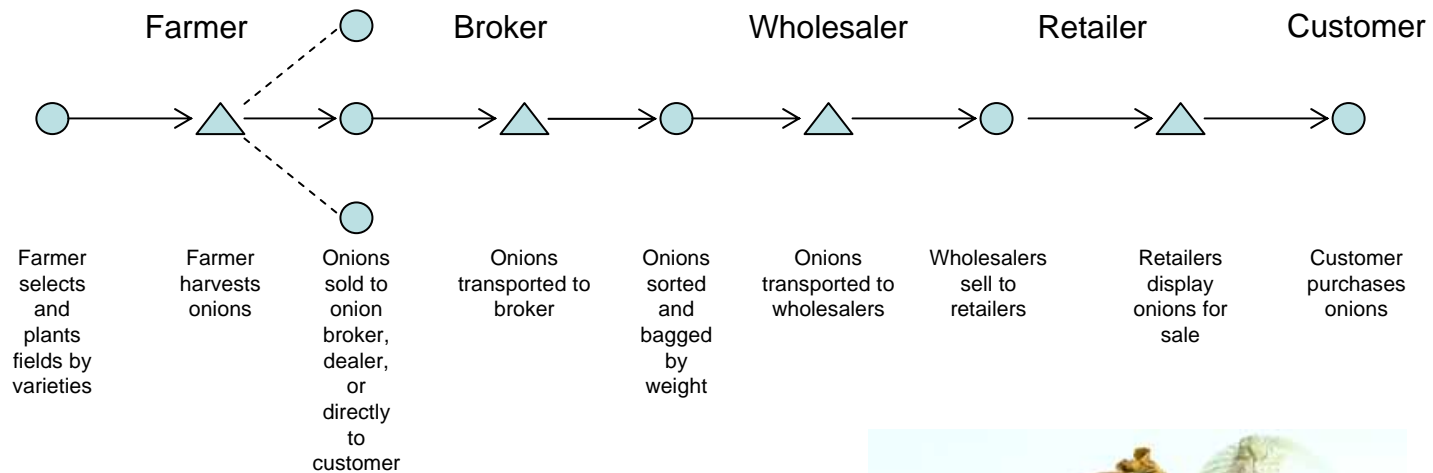 Farmer
Broker
Wholesaler
Retailer
Customer
Farmer
selects
and
plants
fields by
varieties
Farmer
harvests
onions
Onions
sold to
onion
broker,
dealer,
or
directly
to
customer
Onions
transported to
broker
Onions
sorted
and
bagged
by
weight
Onions
transported to
wholesalers
Wholesalers
sell to
retailers
Retailers
display
onions for
sale
Customer
purchases
onions